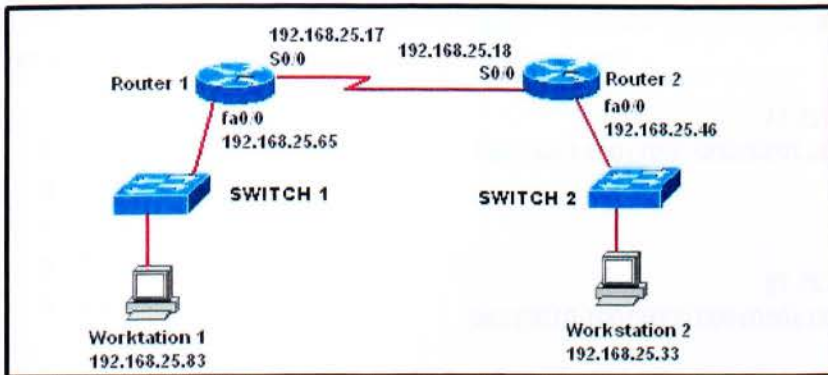 192.168.25.17
S0/0
192.168.25.18
S0/0
Router 1
Router 2
fa0/0
192.168.25.65
fa0/0
192.168.25.46
SWITCH 1
SWITCH 2
Worktation 1
192.168.25.83
Workstation 2
192.168.25.33